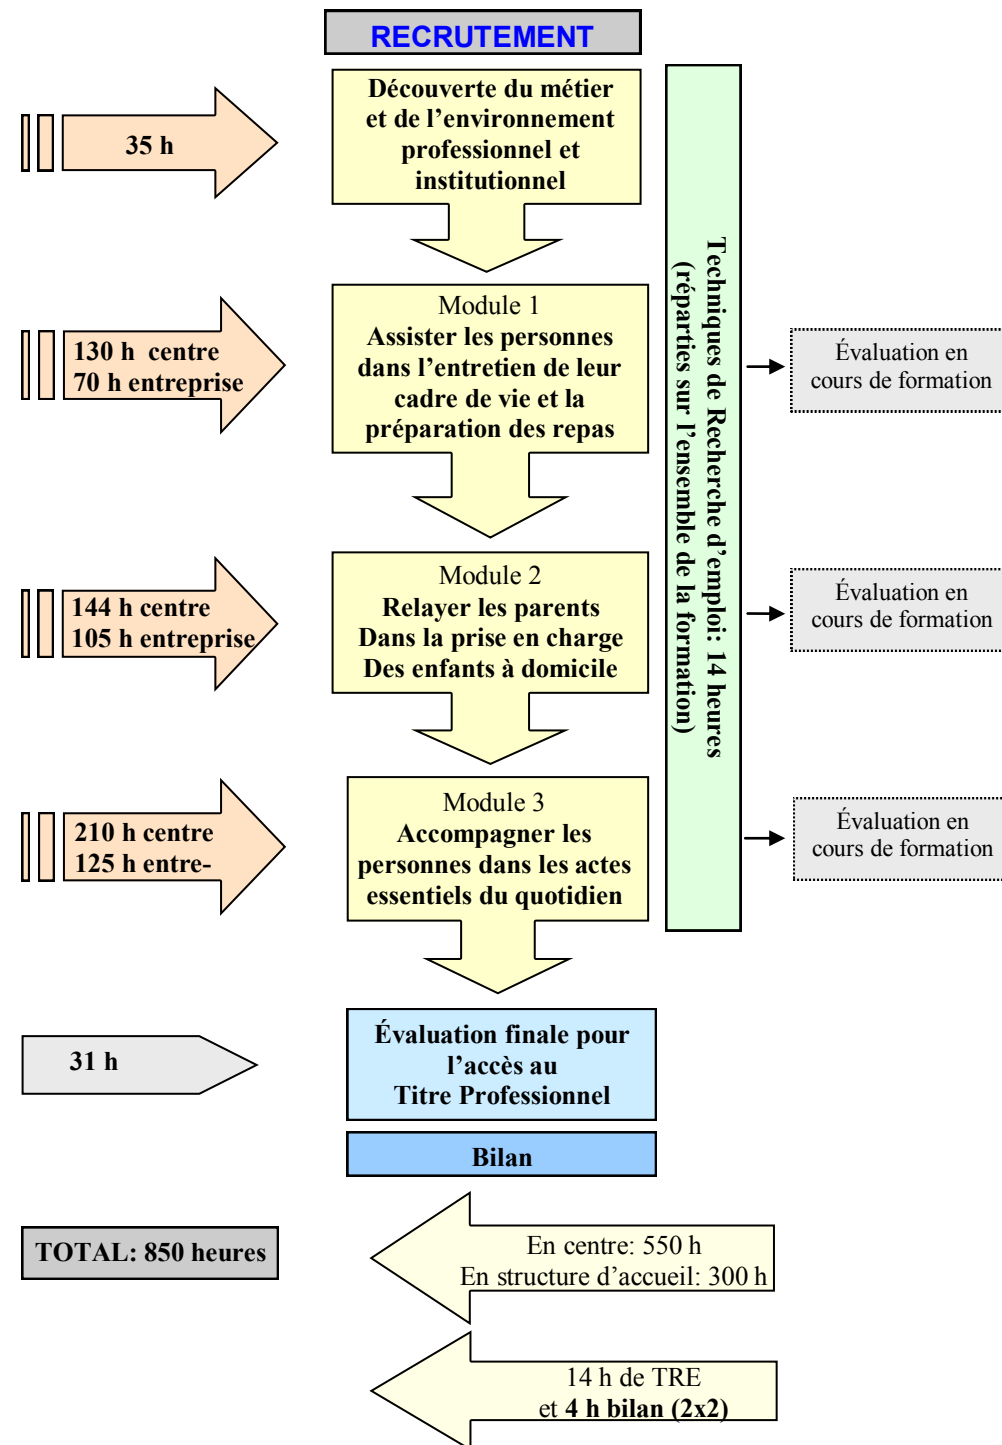 RECRUTEMENT
35 h
Découverte du métier
et de l'environnement
professionnel et
institutionnel
Techniques de Recherche d'emploi: 14 heures
(réparties sur l'ensemble de la formation)
130 h  centre
70 h entreprise
Module 1
Assister les personnes
dans l'entretien de leur
cadre de vie et la
préparation des repas
Évaluation en
cours de formation
144 h centre
105 h entreprise
Module 2
Relayer les parents
Dans la prise en charge
Des enfants à domicile
Évaluation en
cours de formation
210 h centre
125 h entre-
Module 3
Accompagner les
personnes dans les actes
essentiels du quotidien
Évaluation en
cours de formation
31 h
Évaluation finale pour
l'accès au
Titre Professionnel
Bilan
TOTAL: 850 heures
En centre: 550 h
En structure d'accueil: 300 h
14 h de TRE
et 4 h bilan (2x2)